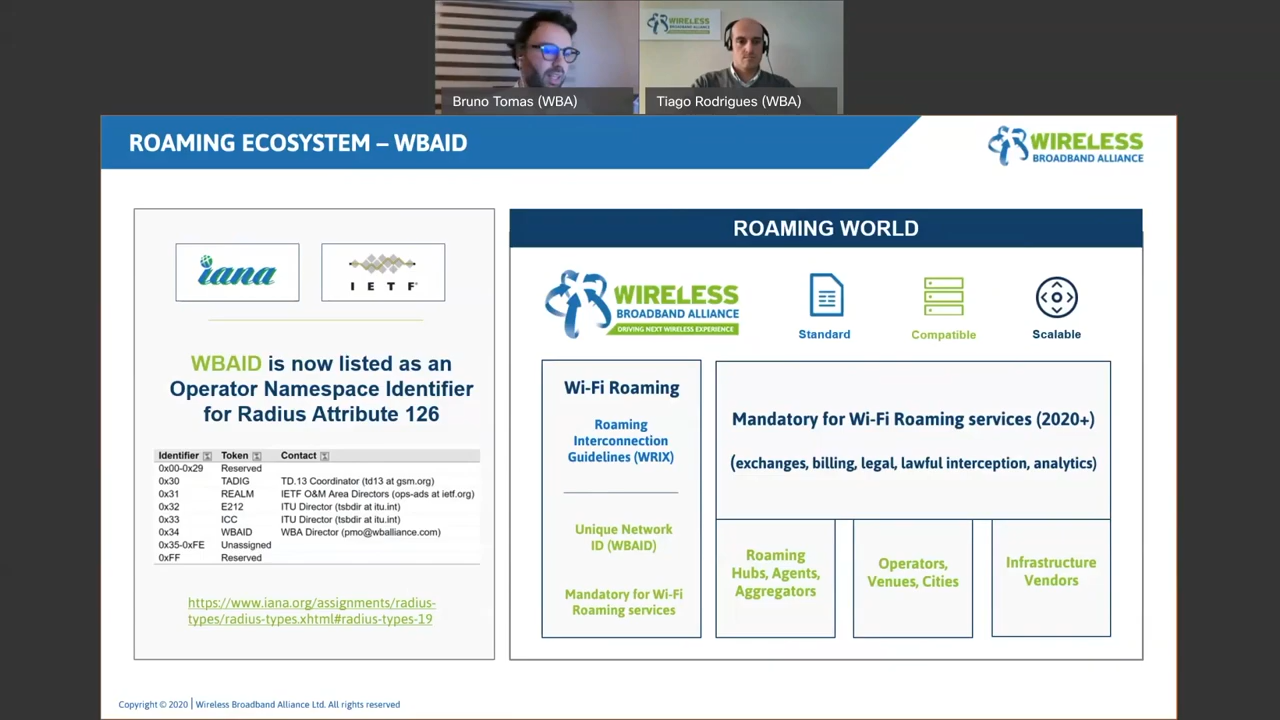 WIRELESS
BROADBAND ALLIANCE
Bruno Tomas (WBA)
Tiago Rodrigues (WBA)
ROAMING ECOSYSTEM – WBAID
WIRELESS
BROADBAND ALLIANCE
iana
I E T F
WBAID is now listed as an
Operator Namespace Identifier
for Radius Attribute 126
Identifier Token Contact
0x00-0x29 Reserved
0x30 TADIG TD.13 Coordinator (td13 at gsm.org)
0x31 REALM IETF O&M Area Directors (ops-ads at ietf.org)
0x32 E212 ITU Director (tsbdir at itu.int)
0x33 ICC ITU Director (tsbdir at itu.int)
0x34 WBAID WBA Director (pmo@wballiance.com)
0x35-0xFE Unassigned
0xFF Reserved
https://www.iana.org/assignments/radius-
types/radius-types.xhtml#radius-types-19
ROAMING WORLD
WIRELESS
BROADBAND ALLIANCE
DRIVING NEXT WIRELESS EXPERIENCE
Standard
Compatible
Scalable
Wi-Fi Roaming
Roaming
Interconnection
Guidelines (WRIX)
Unique Network
ID (WBAID)
Mandatory for Wi-Fi
Roaming services
Mandatory for Wi-Fi Roaming services (2020+)
(exchanges, billing, legal, lawful interception, analytics)
Roaming
Hubs, Agents,
Aggregators
Operators,
Venues, Cities
Infrastructure
Vendors
Copyright © 2020 | Wireless Broadband Alliance Ltd. All rights reserved